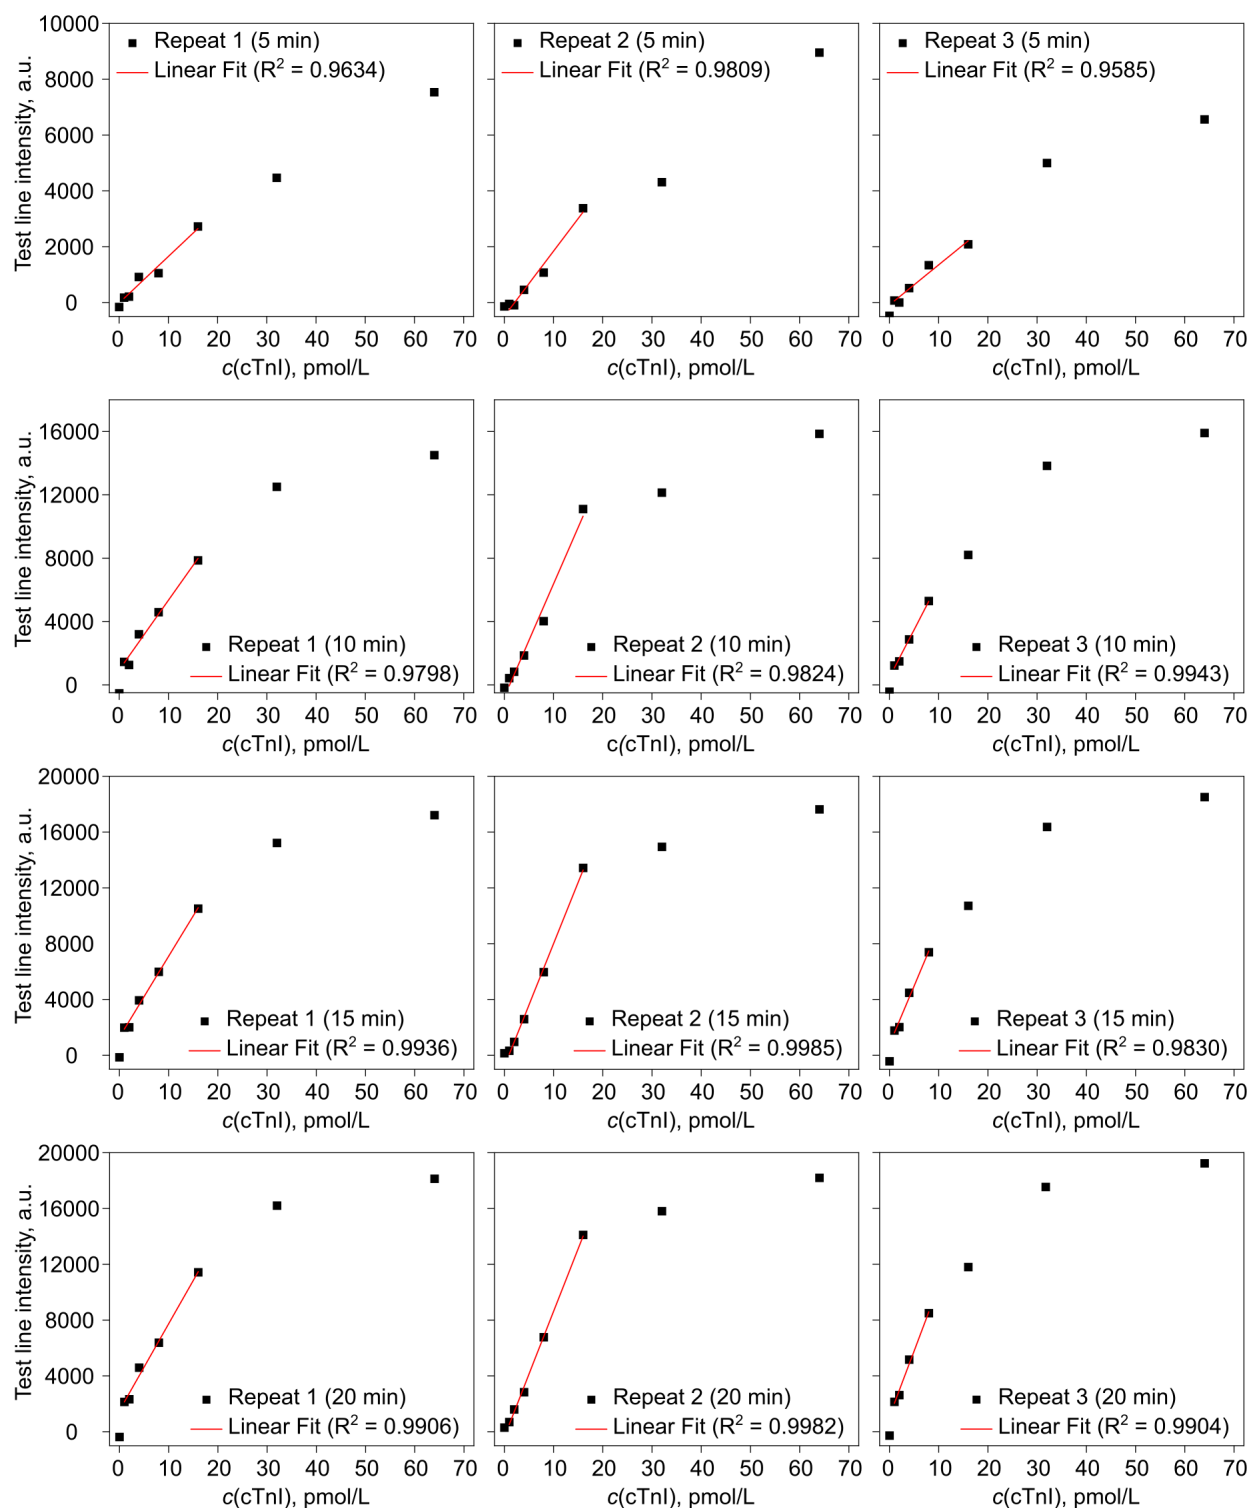 10000
8000
6000
4000
2000
0
Test line intensity, a.u.
Repeat 1 (5 min)
Linear Fit (R² = 0.9634)
0 10 20 30 40 50 60 70
c(cTnI), pmol/L
Repeat 2 (5 min)
Linear Fit (R² = 0.9809)
0 10 20 30 40 50 60 70
c(cTnI), pmol/L
Repeat 3 (5 min)
Linear Fit (R² = 0.9585)
0 10 20 30 40 50 60 70
c(cTnI), pmol/L
16000
12000
8000
4000
0
Test line intensity, a.u.
Repeat 1 (10 min)
Linear Fit (R² = 0.9798)
0 10 20 30 40 50 60 70
c(cTnI), pmol/L
Repeat 2 (10 min)
Linear Fit (R² = 0.9824)
0 10 20 30 40 50 60 70
c(cTnI), pmol/L
Repeat 3 (10 min)
Linear Fit (R² = 0.9943)
0 10 20 30 40 50 60 70
c(cTnI), pmol/L
20000
16000
12000
8000
4000
0
Test line intensity, a.u.
Repeat 1 (15 min)
Linear Fit (R² = 0.9936)
0 10 20 30 40 50 60 70
c(cTnI), pmol/L
Repeat 2 (15 min)
Linear Fit (R² = 0.9985)
0 10 20 30 40 50 60 70
c(cTnI), pmol/L
Repeat 3 (15 min)
Linear Fit (R² = 0.9830)
0 10 20 30 40 50 60 70
c(cTnI), pmol/L
20000
16000
12000
8000
4000
0
Test line intensity, a.u.
Repeat 1 (20 min)
Linear Fit (R² = 0.9906)
0 10 20 30 40 50 60 70
c(cTnI), pmol/L
Repeat 2 (20 min)
Linear Fit (R² = 0.9982)
0 10 20 30 40 50 60 70
c(cTnI), pmol/L
Repeat 3 (20 min)
Linear Fit (R² = 0.9904)
0 10 20 30 40 50 60 70
c(cTnI), pmol/L